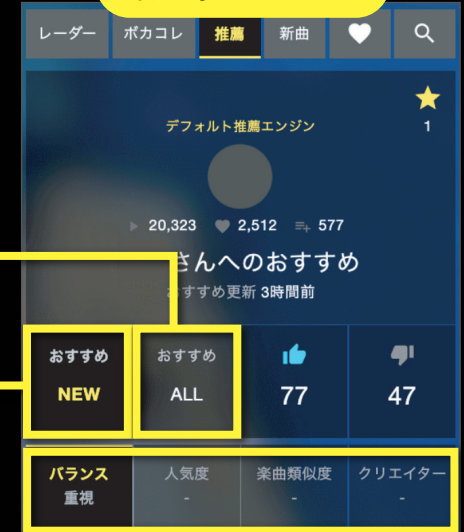 レーダー ボカコレ 推薦 新曲
デフォルト推薦エンジン
1
20,323 2,512 577
さんへのおすすめ
おすすめ更新 3時間前
おすすめ おすすめ
NEW ALL 77 47
バランス 人気度 楽曲類似度 クリエイター
重視 - - -